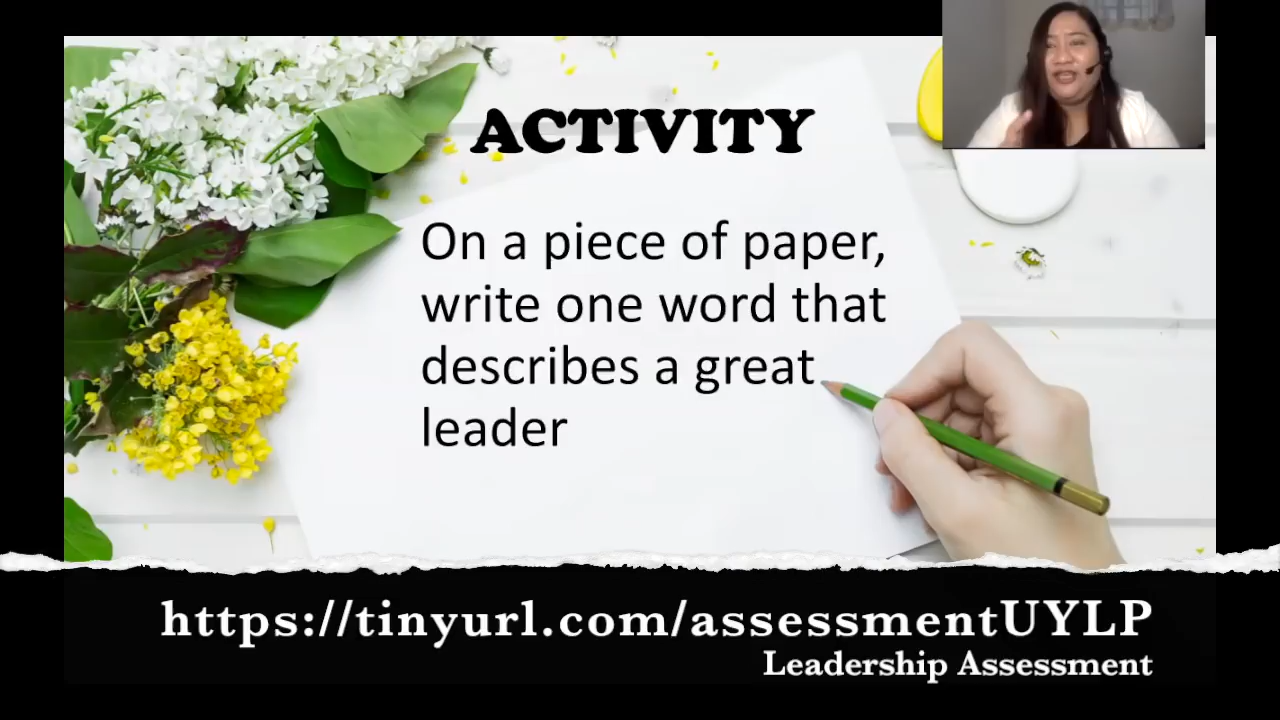 ACTIVITY
On a piece of paper,
write one word that
describes a great
leader
https://tinyurl.com/assessmentUYLP
Leadership Assessment